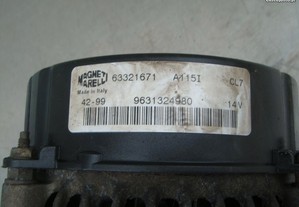 MAGNETI
MARELLI
Made in Italy
63321671 A115I
CL7
42-99 9631324980 14V